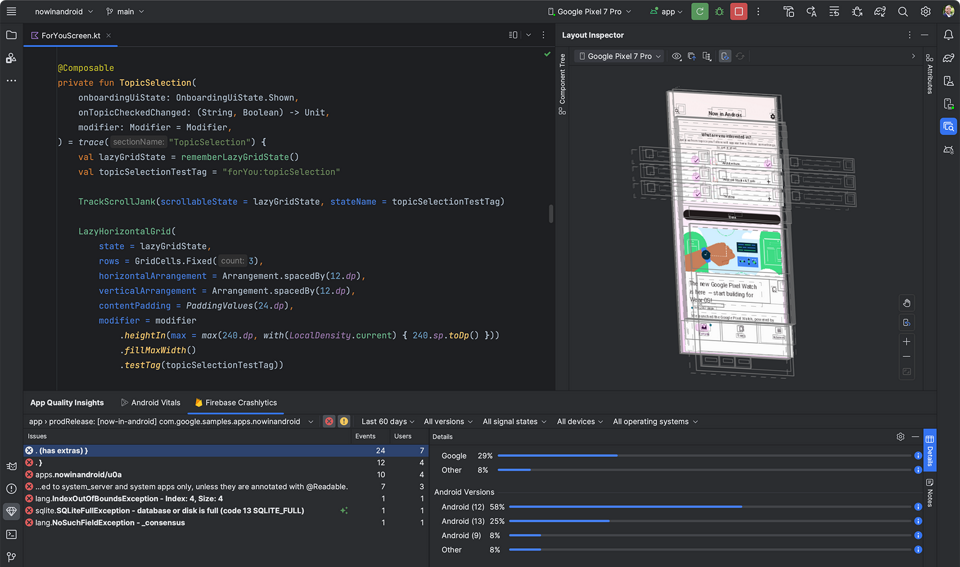 nowinandroid
main
Google Pixel 7 Pro
app
ForYouScreen.kt
@Composable
private fun TopicSelection(
onboardingUiState: OnboardingUiState.Shown,
onTopicCheckedChanged: (String, Boolean) -> Unit,
modifier: Modifier = Modifier,
) = trace( sectionName: "TopicSelection") {
val lazyGridState = rememberLazyGridState()
val topicSelectionTestTag = "forYou:topicSelection"
TrackScrollJank(scrollableState = lazyGridState, stateName = topicSelectionTestTag)
LazyHorizontalGrid(
state = lazyGridState,
rows = GridCells.Fixed( count: 3),
horizontalArrangement = Arrangement.spacedBy(12.dp),
verticalArrangement = Arrangement.spacedBy(12.dp),
contentPadding = PaddingValues(24.dp),
modifier = modifier
.heightIn(max = max(240.dp, with(LocalDensity.current) { 240.sp.toDp() }))
.fillMaxWidth()
.testTag(topicSelectionTestTag))
Layout Inspector
Google Pixel 7 Pro
Component Tree
Attributes
Now in Android
What are you interested in?
The new Google Pixel Watch
is here – start building for
Wear OS!
App Quality Insights
Android Vitals
Firebase Crashlytics
app › prodRelease: [now-in-android] com.google.samples.apps.nowinandroid
Last 60 days
All versions
All signal states
All devices
All operating systems
Issues Events Users
. (has extras) } 24 7
. } 12 4
apps.nowinandroid/u0a 10 4
...ed to system_server and system apps only, unless they are annotated with @Readable. 7 3
lang.IndexOutOfBoundsException - Index: 4, Size: 4 1 1
sqlite.SQLiteFullException - database or disk is full (code 13 SQLITE_FULL) 1 1
lang.NoSuchFieldException - _consensus 1 1
Details
Google 29%
Other 8%
Android Versions
Android (12) 58%
Android (13) 25%
Android (9) 8%
Other 8%
Details
Notes